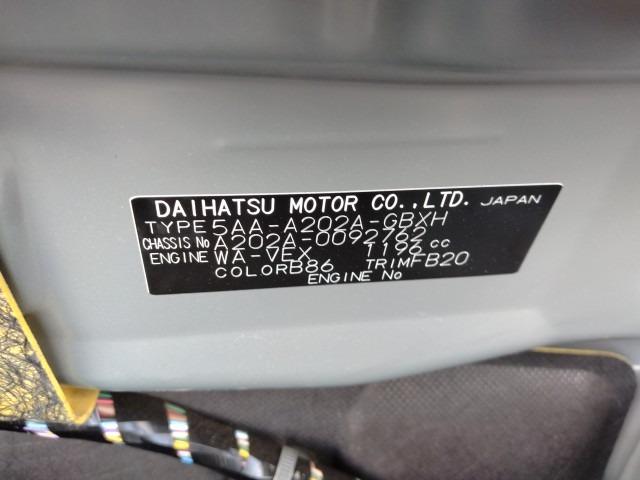 DAIHATSU MOTOR CO.,LTD. JAPAN
TYPE 5AA-A202A-GBXH
CHASSIS No A202A-0092762
ENGINE WA-VEX 1196 cc
COLOR B86 TRIM FB20
ENGINE No